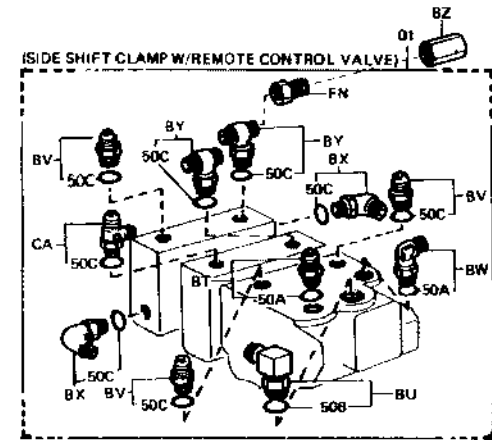 BZ
01
(SIDE SHIFT CLAMP W/REMOTE CONTROL VALVE)
FN
BY
BY
BV
50C
50C
50C
BX
50C
BV
50C
CA
50C
BT
50A
BW
50A
50C
BX
BV
50C
BU
50B